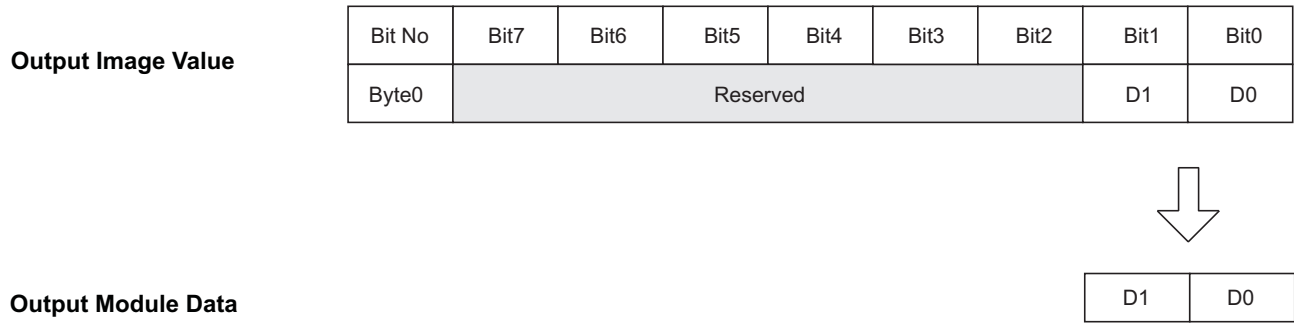 Output Image Value
Bit No Bit7 Bit6 Bit5 Bit4 Bit3 Bit2 Bit1 Bit0
Byte0 Reserved D1 D0
Output Module Data D1 D0